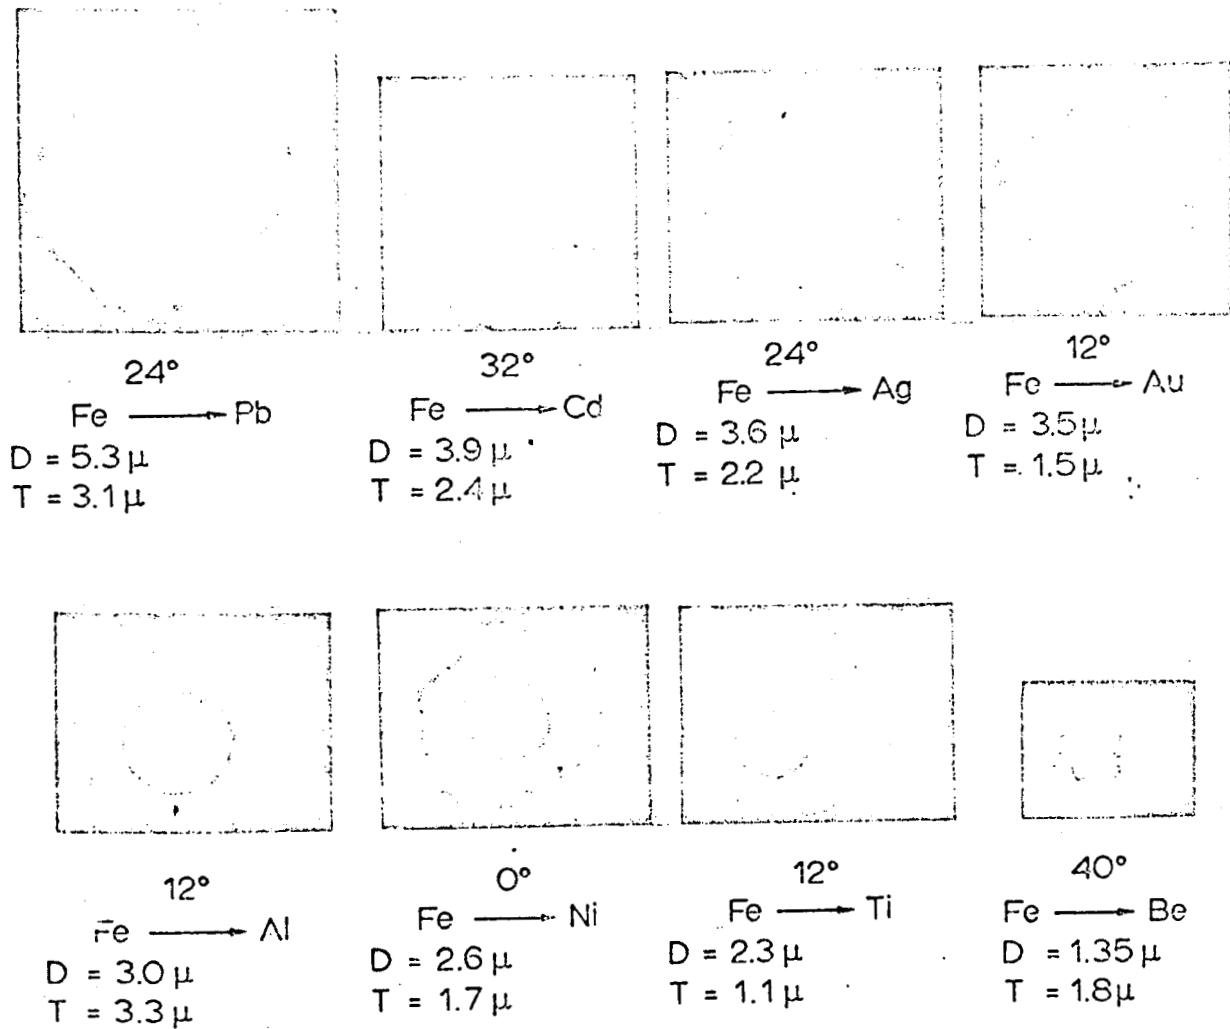 24°
Fe → Pb
D = 5.3 μ
T = 3.1 μ
32°
Fe → Cd
D = 3.9 μ
T = 2.4 μ
24°
Fe → Ag
D = 3.6 μ
T = 2.2 μ
12°
Fe → Au
D = 3.5 μ
T = 1.5 μ
12°
Fe → Al
D = 3.0 μ
T = 3.3 μ
0°
Fe → Ni
D = 2.6 μ
T = 1.7 μ
12°
Fe → Ti
D = 2.3 μ
T = 1.1 μ
40°
Fe → Be
D = 1.35 μ
T = 1.8 μ